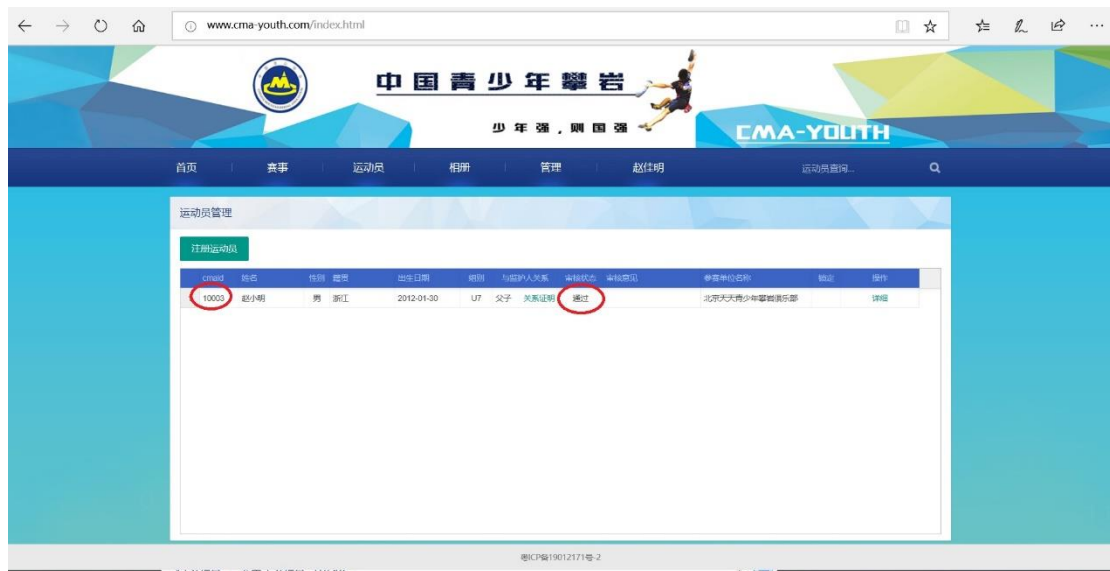 www.cma-youth.com/index.html
中国青少年攀岩
少年强，则国强
CMA-YOUTH
首页 赛事 运动员 相册 管理 赵佳明 运动员查询...
运动员管理
注册运动员
cmaid 姓名 性别 籍贯 出生日期 组别 与监护人关系 审核状态 审核意见 参赛单位名称 锁定 操作
10003 赵小明 男 浙江 2012-01-30 U7 父子 关系证明 通过 北京天天青少年攀岩俱乐部 详细
粤ICP备19012171号-2